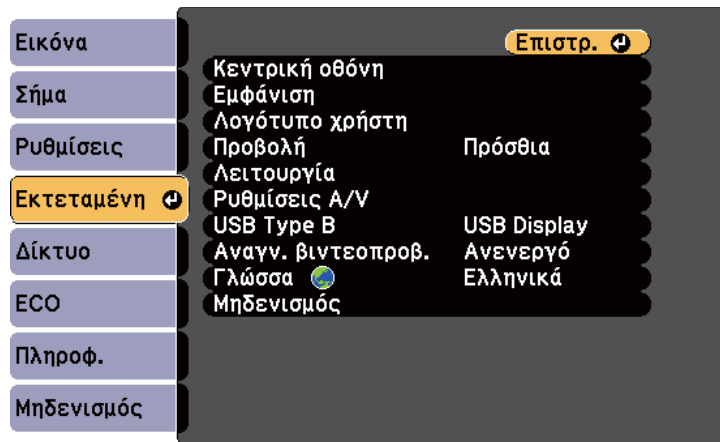 Εικόνα
Σήμα
Ρυθμίσεις
Εκτεταμένη
Δίκτυο
ECO
Πληροφ.
Μηδενισμός
Επιστρ.
Κεντρική οθόνη
Εμφάνιση
Λογότυπο χρήστη
Προβολή Πρόσθια
Λειτουργία
Ρυθμίσεις A/V
USB Type B USB Display
Αναγν. βιντεοπροβ. Ανενεργό
Γλώσσα Ελληνικά
Μηδενισμός